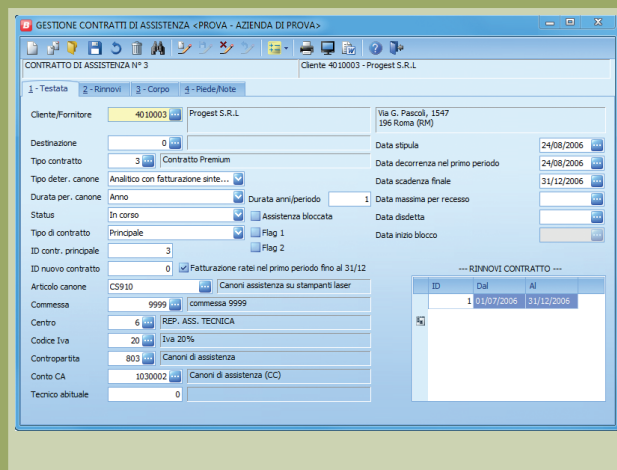 GESTIONE CONTRATTI DI ASSISTENZA <PROVA - AZIENDA DI PROVA>
CONTRATTO DI ASSISTENZA N° 3 Cliente 4010003 - Progest S.R.L
1 - Testata 2 - Rinnovi 3 - Corpo 4 - Piede/Note
Cliente/Fornitore 4010003 Progest S.R.L Via G. Pascoli, 1547
196 Roma (RM)
Destinazione 0 Data stipula 24/08/2006
Tipo contratto 3 Contratto Premium Data decorrenza nel primo periodo 24/08/2006
Tipo deter. canone Analitico con fatturazione sinte... Data scadenza finale 31/12/2006
Durata per. canone Anno Durata anni/periodo 1 Data massima per recesso
Status In corso Assistenza bloccata Data disdetta
Tipo di contratto Principale Flag 1 Data inizio blocco
ID contr. principale 3 Flag 2
ID nuovo contratto 0 Fatturazione ratei nel primo periodo fino al 31/12 --- RINNOVI CONTRATTO ---
Articolo canone CS910 Canoni assistenza su stampanti laser ID Dal Al
Commessa 9999 commessa 9999 1 01/07/2006 31/12/2006
Centro 6 REP. ASS. TECNICA
Codice Iva 20 Iva 20%
Contropartita 803 Canoni di assistenza
Conto CA 1030002 Canoni di assistenza (CC)
Tecnico abituale 0